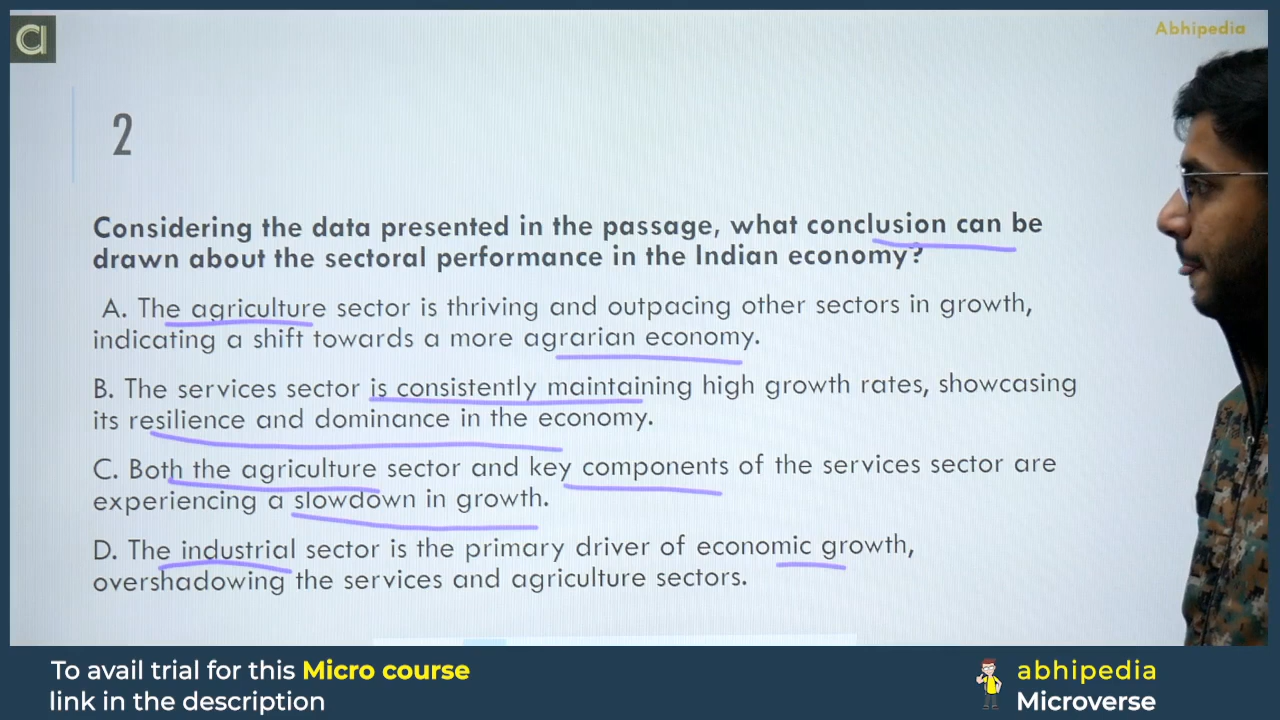 Abhipedia
2
Considering the data presented in the passage, what conclusion can be
drawn about the sectoral performance in the Indian economy?
A. The agriculture sector is thriving and outpacing other sectors in growth,
indicating a shift towards a more agrarian economy.
B. The services sector is consistently maintaining high growth rates, showcasing
its resilience and dominance in the economy.
C. Both the agriculture sector and key components of the services sector are
experiencing a slowdown in growth.
D. The industrial sector is the primary driver of economic growth,
overshadowing the services and agriculture sectors.
To avail trial for this Micro course
link in the description
abhipedia
Microverse